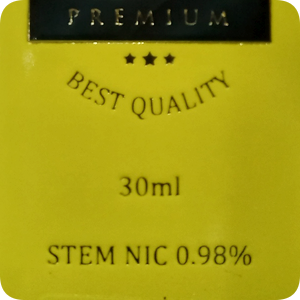 PREMIUM
BEST QUALITY
30ml
STEM NIC 0.98%